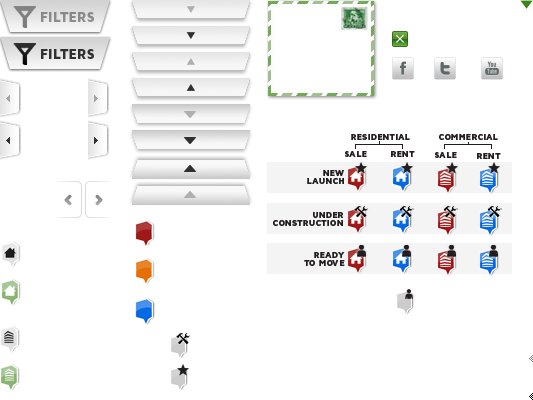 FILTERS
FILTERS
f
t
You
Tube
RESIDENTIAL
COMMERCIAL
SALE
RENT
SALE
RENT
NEW
LAUNCH
UNDER
CONSTRUCTION
READY
TO MOVE